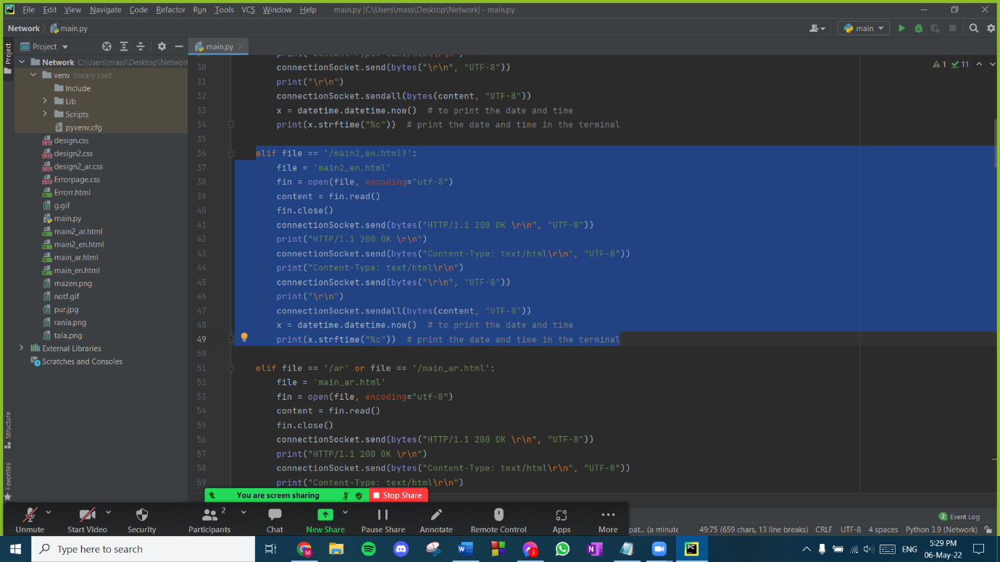 File Edit View Navigate Code Refactor Run Tools VCS Window Help main.py [C:\Users\mass\Desktop\Network] - main.py
Network main.py main
Project main.py
Project
Network C:\Users\mass\Desktop\Network
venv library root
Include
Lib
Scripts
pyvenv.cfg
design.css
design2.css
design2_ar.css
Errorpage.css
Errorr.html
g.gif
main.py
main2_ar.html
main2_en.html
main_ar.html
main_en.html
mazen.png
notf.gif
pur.jpg
rania.png
tala.png
External Libraries
Scratches and Consoles
Structure
Favorites
1 11
print("Content-Type: text/html\r\n")
30 connectionSocket.send(bytes("\r\n", "UTF-8"))
31 print("\r\n")
32 connectionSocket.sendall(bytes(content, "UTF-8"))
33 x = datetime.datetime.now()  # to print the date and time
34 print(x.strftime("%c"))  # print the date and time in the terminal
35
36 elif file == '/main2_en.html?':
37 file = 'main2_en.html'
38 fin = open(file, encoding="utf-8")
39 content = fin.read()
40 fin.close()
41 connectionSocket.send(bytes("HTTP/1.1 200 OK \r\n", "UTF-8"))
42 print("HTTP/1.1 200 OK \r\n")
43 connectionSocket.send(bytes("Content-Type: text/html\r\n", "UTF-8"))
44 print("Content-Type: text/html\r\n")
45 connectionSocket.send(bytes("\r\n", "UTF-8"))
46 print("\r\n")
47 connectionSocket.sendall(bytes(content, "UTF-8"))
48 x = datetime.datetime.now()  # to print the date and time
49 print(x.strftime("%c"))  # print the date and time in the terminal
50
51 elif file == '/ar' or file == '/main_ar.html':
52 file = 'main_ar.html'
53 fin = open(file, encoding="utf-8")
54 content = fin.read()
55 fin.close()
56 connectionSocket.send(bytes("HTTP/1.1 200 OK \r\n", "UTF-8"))
57 print("HTTP/1.1 200 OK \r\n")
58 connectionSocket.send(bytes("Content-Type: text/html\r\n", "UTF-8"))
59 print("Content-Type: text/html\r\n")
You are screen sharing Stop Share
2
Unmute Start Video Security Participants Chat New Share Pause Share Annotate Remote Control Apps More
2 Event Log
(a minute 49:75 (659 chars, 13 line breaks) CRLF UTF-8 4 spaces Python 3.9 (Network)
Type here to search 3 ENG 5:29 PM
06-May-22